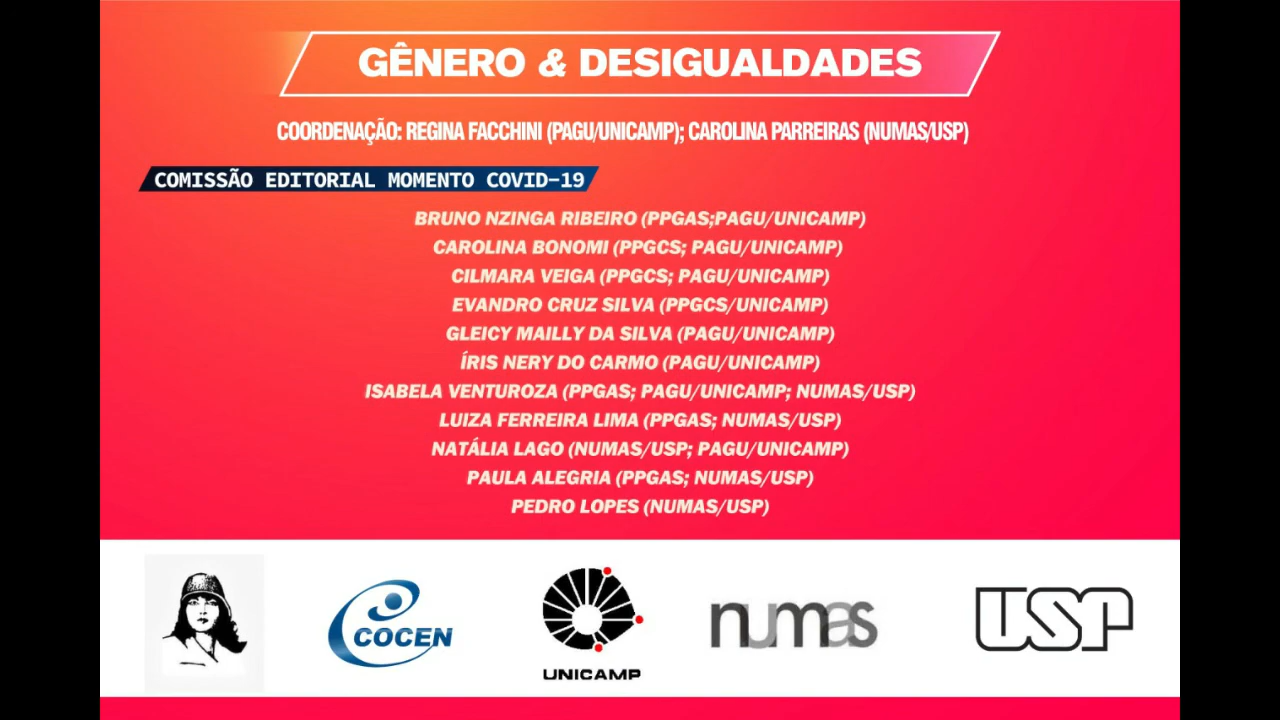 GÊNERO & DESIGUALDADES
COORDENAÇÃO: REGINA FACCHINI (PAGU/UNICAMP); CAROLINA PARREIRAS (NUMAS/USP)
COMISSÃO EDITORIAL MOMENTO COVID-19
BRUNO NZINGA RIBEIRO (PPGAS;PAGU/UNICAMP)
CAROLINA BONOMI (PPGCS; PAGU/UNICAMP)
CILMARA VEIGA (PPGCS; PAGU/UNICAMP)
EVANDRO CRUZ SILVA (PPGCS/UNICAMP)
GLEICY MAILLY DA SILVA (PAGU/UNICAMP)
ÍRIS NERY DO CARMO (PAGU/UNICAMP)
ISABELA VENTUROZA (PPGAS; PAGU/UNICAMP; NUMAS/USP)
LUIZA FERREIRA LIMA (PPGAS; NUMAS/USP)
NATÁLIA LAGO (NUMAS/USP; PAGU/UNICAMP)
PAULA ALEGRIA (PPGAS; NUMAS/USP)
PEDRO LOPES (NUMAS/USP)
COCEN
UNICAMP
numas
USP